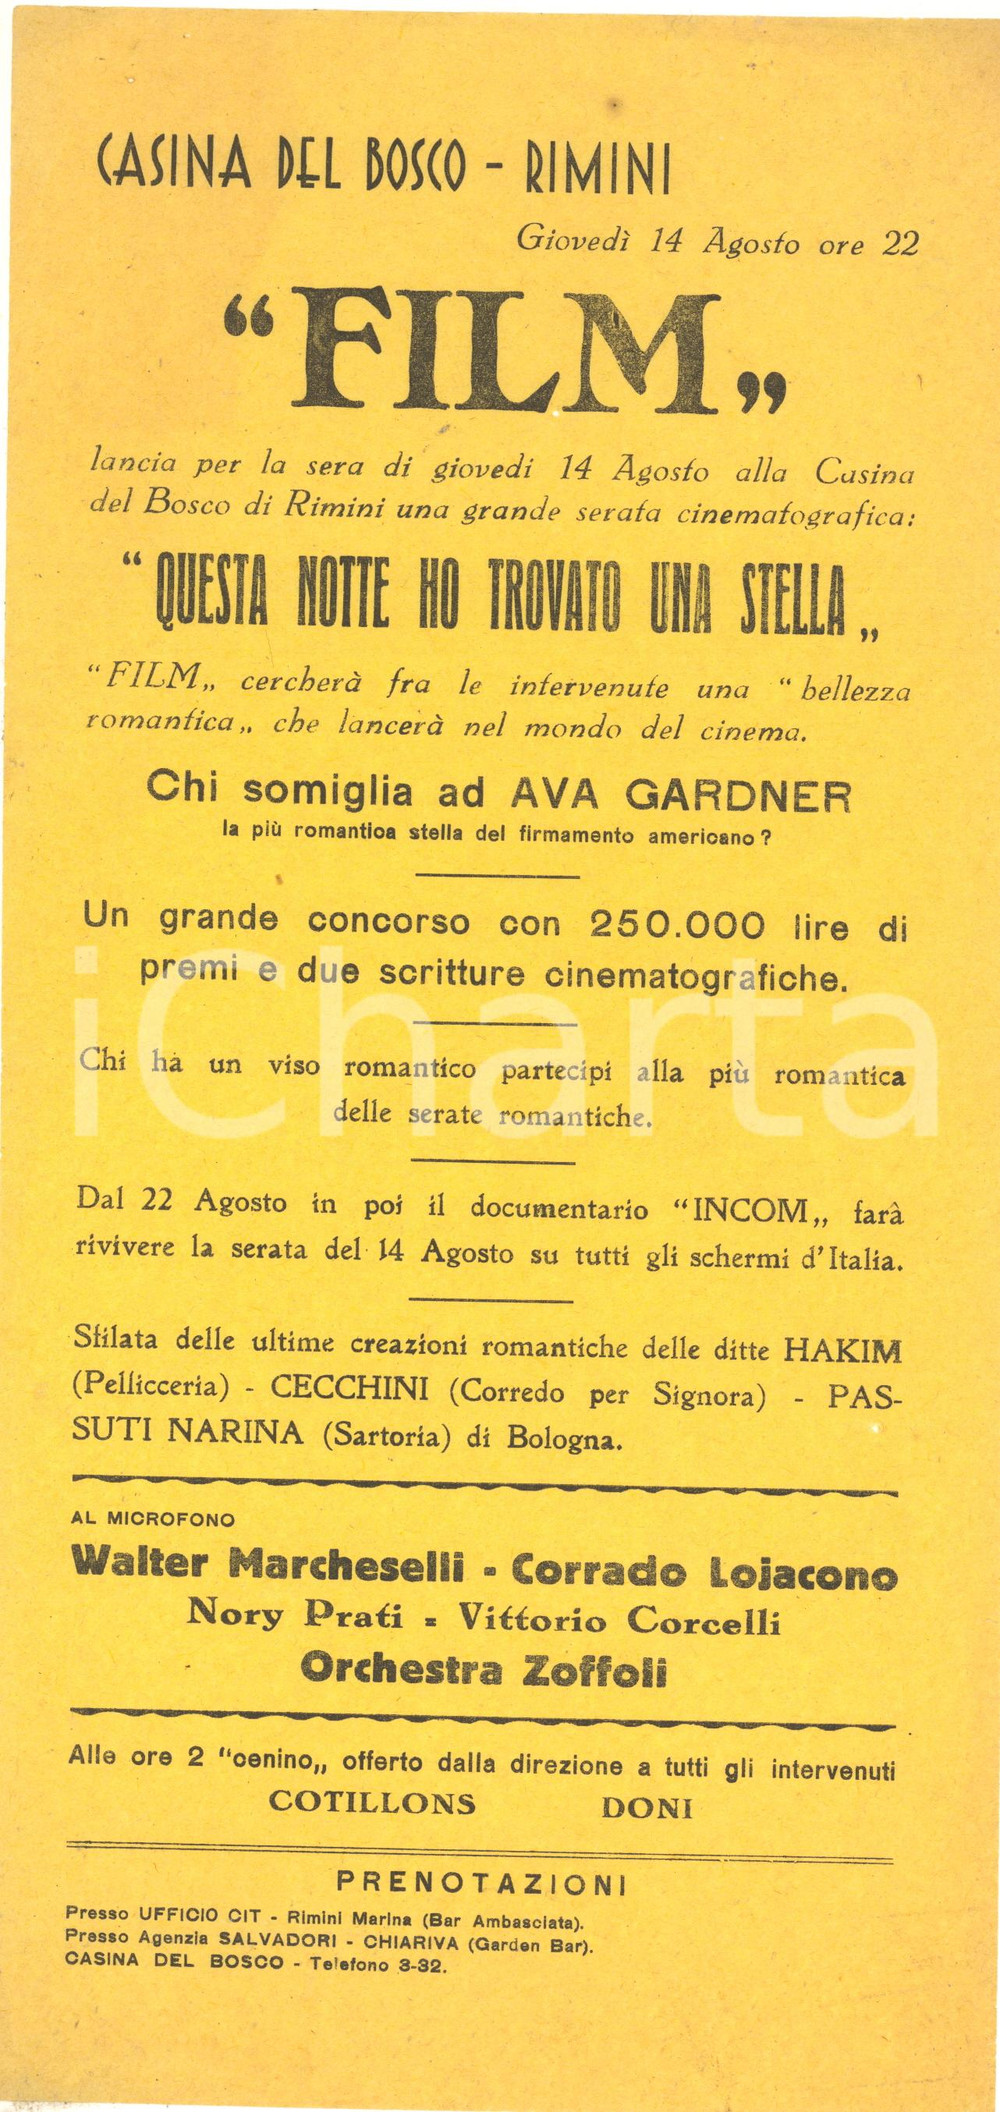 CASINA DEL BOSCO - RIMINI
Giovedì 14 Agosto ore 22
“FILM„
lancia per la sera di giovedi 14 Agosto alla Casina
del Bosco di Rimini una grande serata cinematografica:
“ QUESTA NOTTE HO TROVATO UNA STELLA „
“FILM„ cercherà fra le intervenute una “ bellezza
romantica„ che lancerà nel mondo del cinema.
Chi somiglia ad AVA GARDNER
la più romantica stella del firmamento americano ?
Un grande concorso con 250.000 lire di
premi e due scritture cinematografiche.
iCharta
Chi ha un viso romantico partecipi alla più romantica
delle serate romantiche.
Dal 22 Agosto in poi il documentario “INCOM„ farà
rivivere la serata del 14 Agosto su tutti gli schermi d'Italia.
Sfilata delle ultime creazioni romantiche delle ditte HAKIM
(Pellicceria) - CECCHINI (Corredo per Signora) - PAS-
SUTI NARINA (Sartoria) di Bologna.
AL MICROFONO
Walter Marcheselli - Corrado Lojacono
Nory Prati - Vittorio Corcelli
Orchestra Zoffoli
Alle ore 2 “cenino„ offerto dalla direzione a tutti gli intervenuti
COTILLONS DONI
PRENOTAZIONI
Presso UFFICIO CIT - Rimini Marina (Bar Ambasciata).
Presso Agenzia SALVADORI - CHIARIVA (Garden Bar).
CASINA DEL BOSCO - Telefono 3-32.